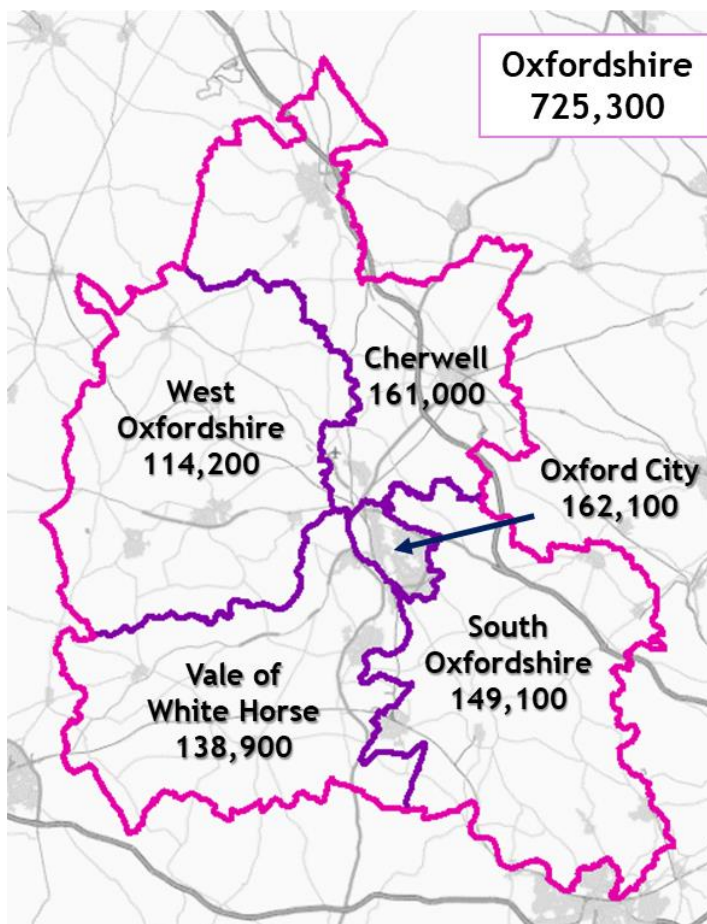 Oxfordshire
725,300
Cherwell
161,000
West
Oxfordshire
114,200
Oxford City
162,100
South
Oxfordshire
149,100
Vale of
White Horse
138,900